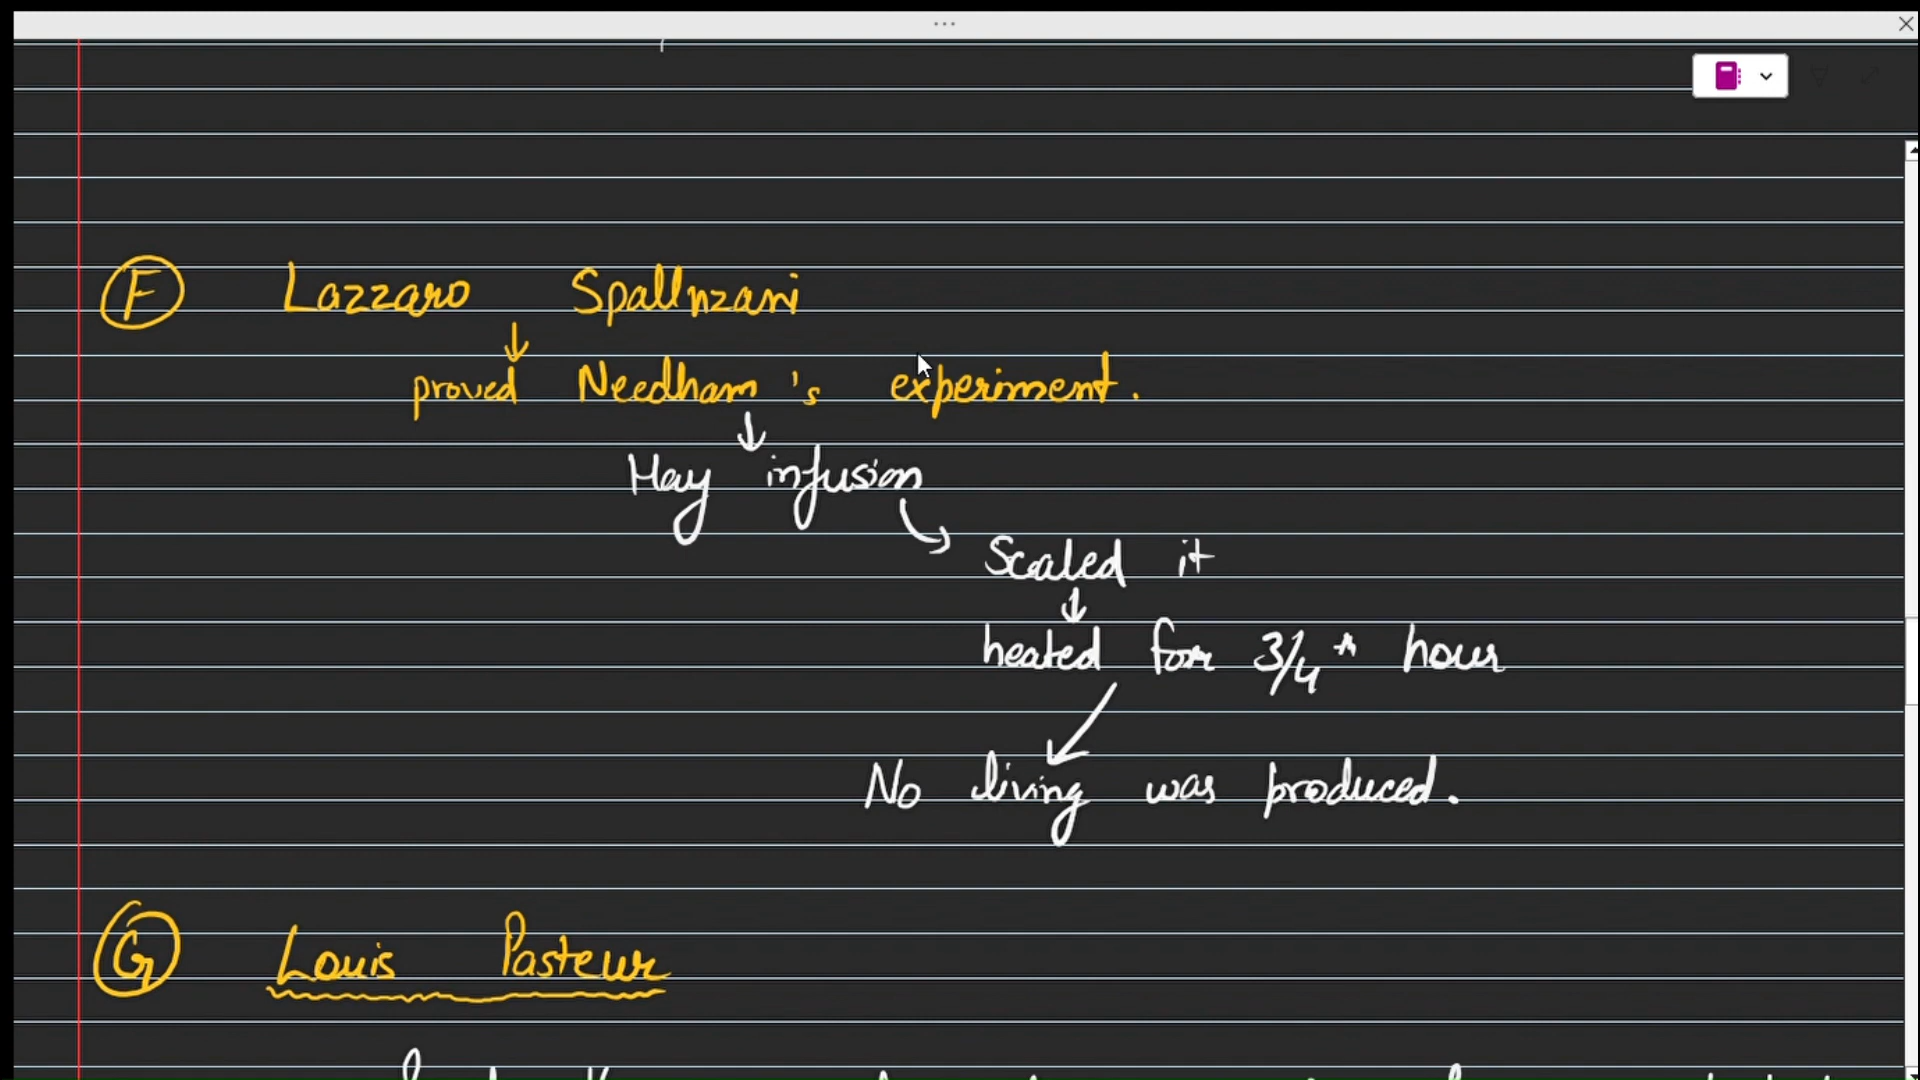 F Lazzaro Spallnzani
↓
proved Needham's experiment.
↓
Hay infusion
Sealed it
↓
heated for 3/4th hour
No living was produced.
G Louis Pasteur